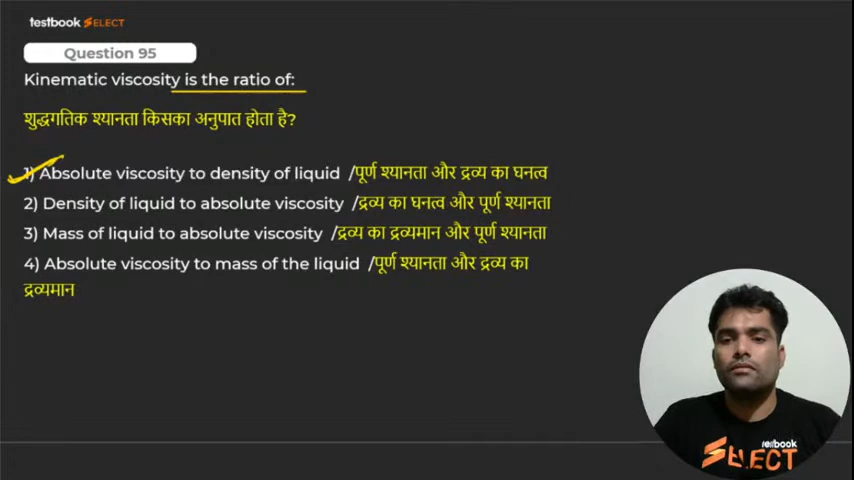 testbook SELECT
Question 95
Kinematic viscosity is the ratio of:
शुद्धगतिक श्यानता किसका अनुपात होता है?
1) Absolute viscosity to density of liquid /पूर्ण श्यानता और द्रव्य का घनत्व
2) Density of liquid to absolute viscosity /द्रव्य का घनत्व और पूर्ण श्यानता
3) Mass of liquid to absolute viscosity /द्रव्य का द्रव्यमान और पूर्ण श्यानता
4) Absolute viscosity to mass of the liquid /पूर्ण श्यानता और द्रव्य का
द्रव्यमान
testbook
SELECT